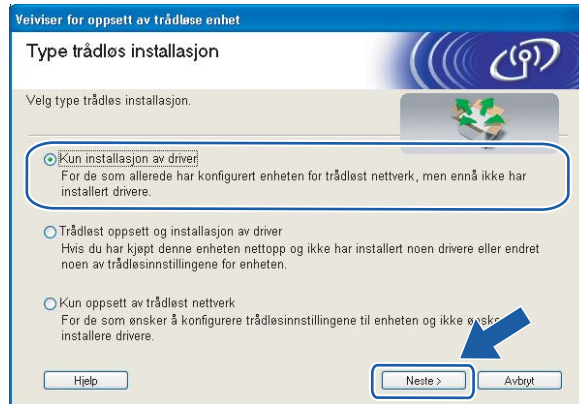 Veiviser for oppsett av trådløse enhet
Type trådløs installasjon
Velg type trådløs installasjon.
Kun installasjon av driver
For de som allerede har konfigurert enheten for trådløst nettverk, men ennå ikke har
installert drivere.
Trådløst oppsett og installasjon av driver
Hvis du har kjøpt denne enheten nettopp og ikke har installert noen drivere eller endret
noen av trådløsinnstillingene for enheten.
Kun oppsett av trådløst nettverk
For de som ønsker å konfigurere trådløsinnstillingene til enheten og ikke
installere drivere.
Hjelp
Neste >
Avbryt